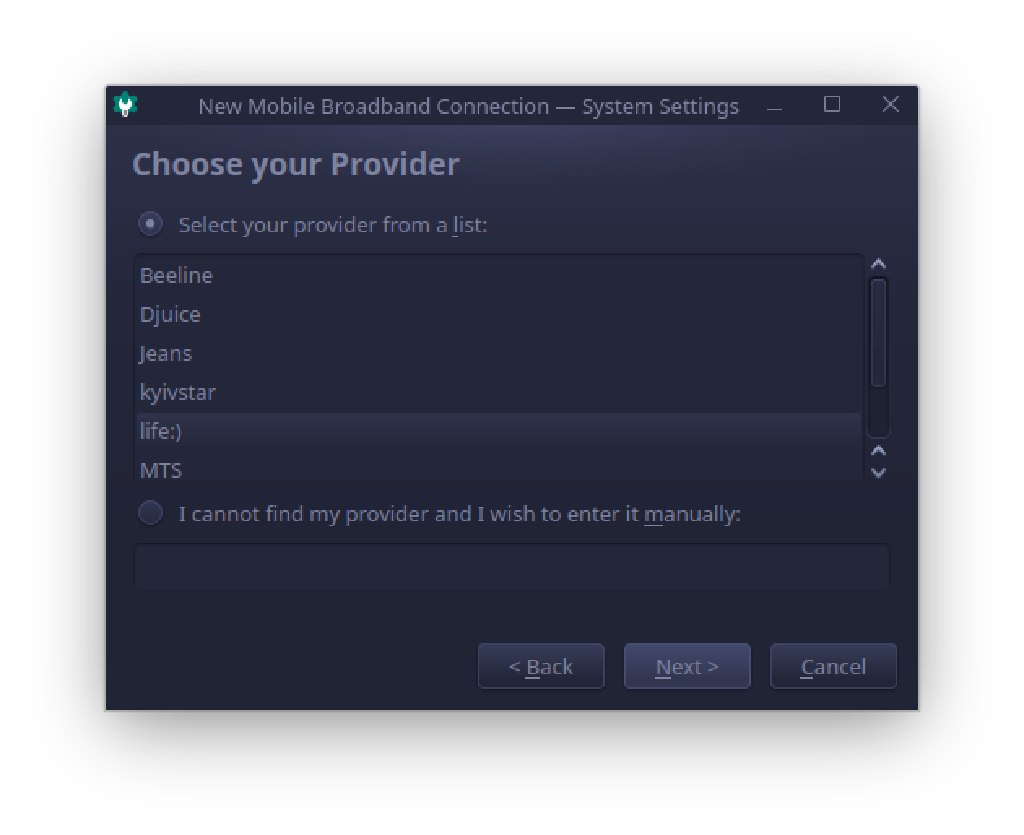 New Mobile Broadband Connection — System Settings
Choose your Provider
Select your provider from a list:
Beeline
Djuice
Jeans
kyivstar
life:)
MTS
I cannot find my provider and I wish to enter it manually:
< Back
Next >
Cancel